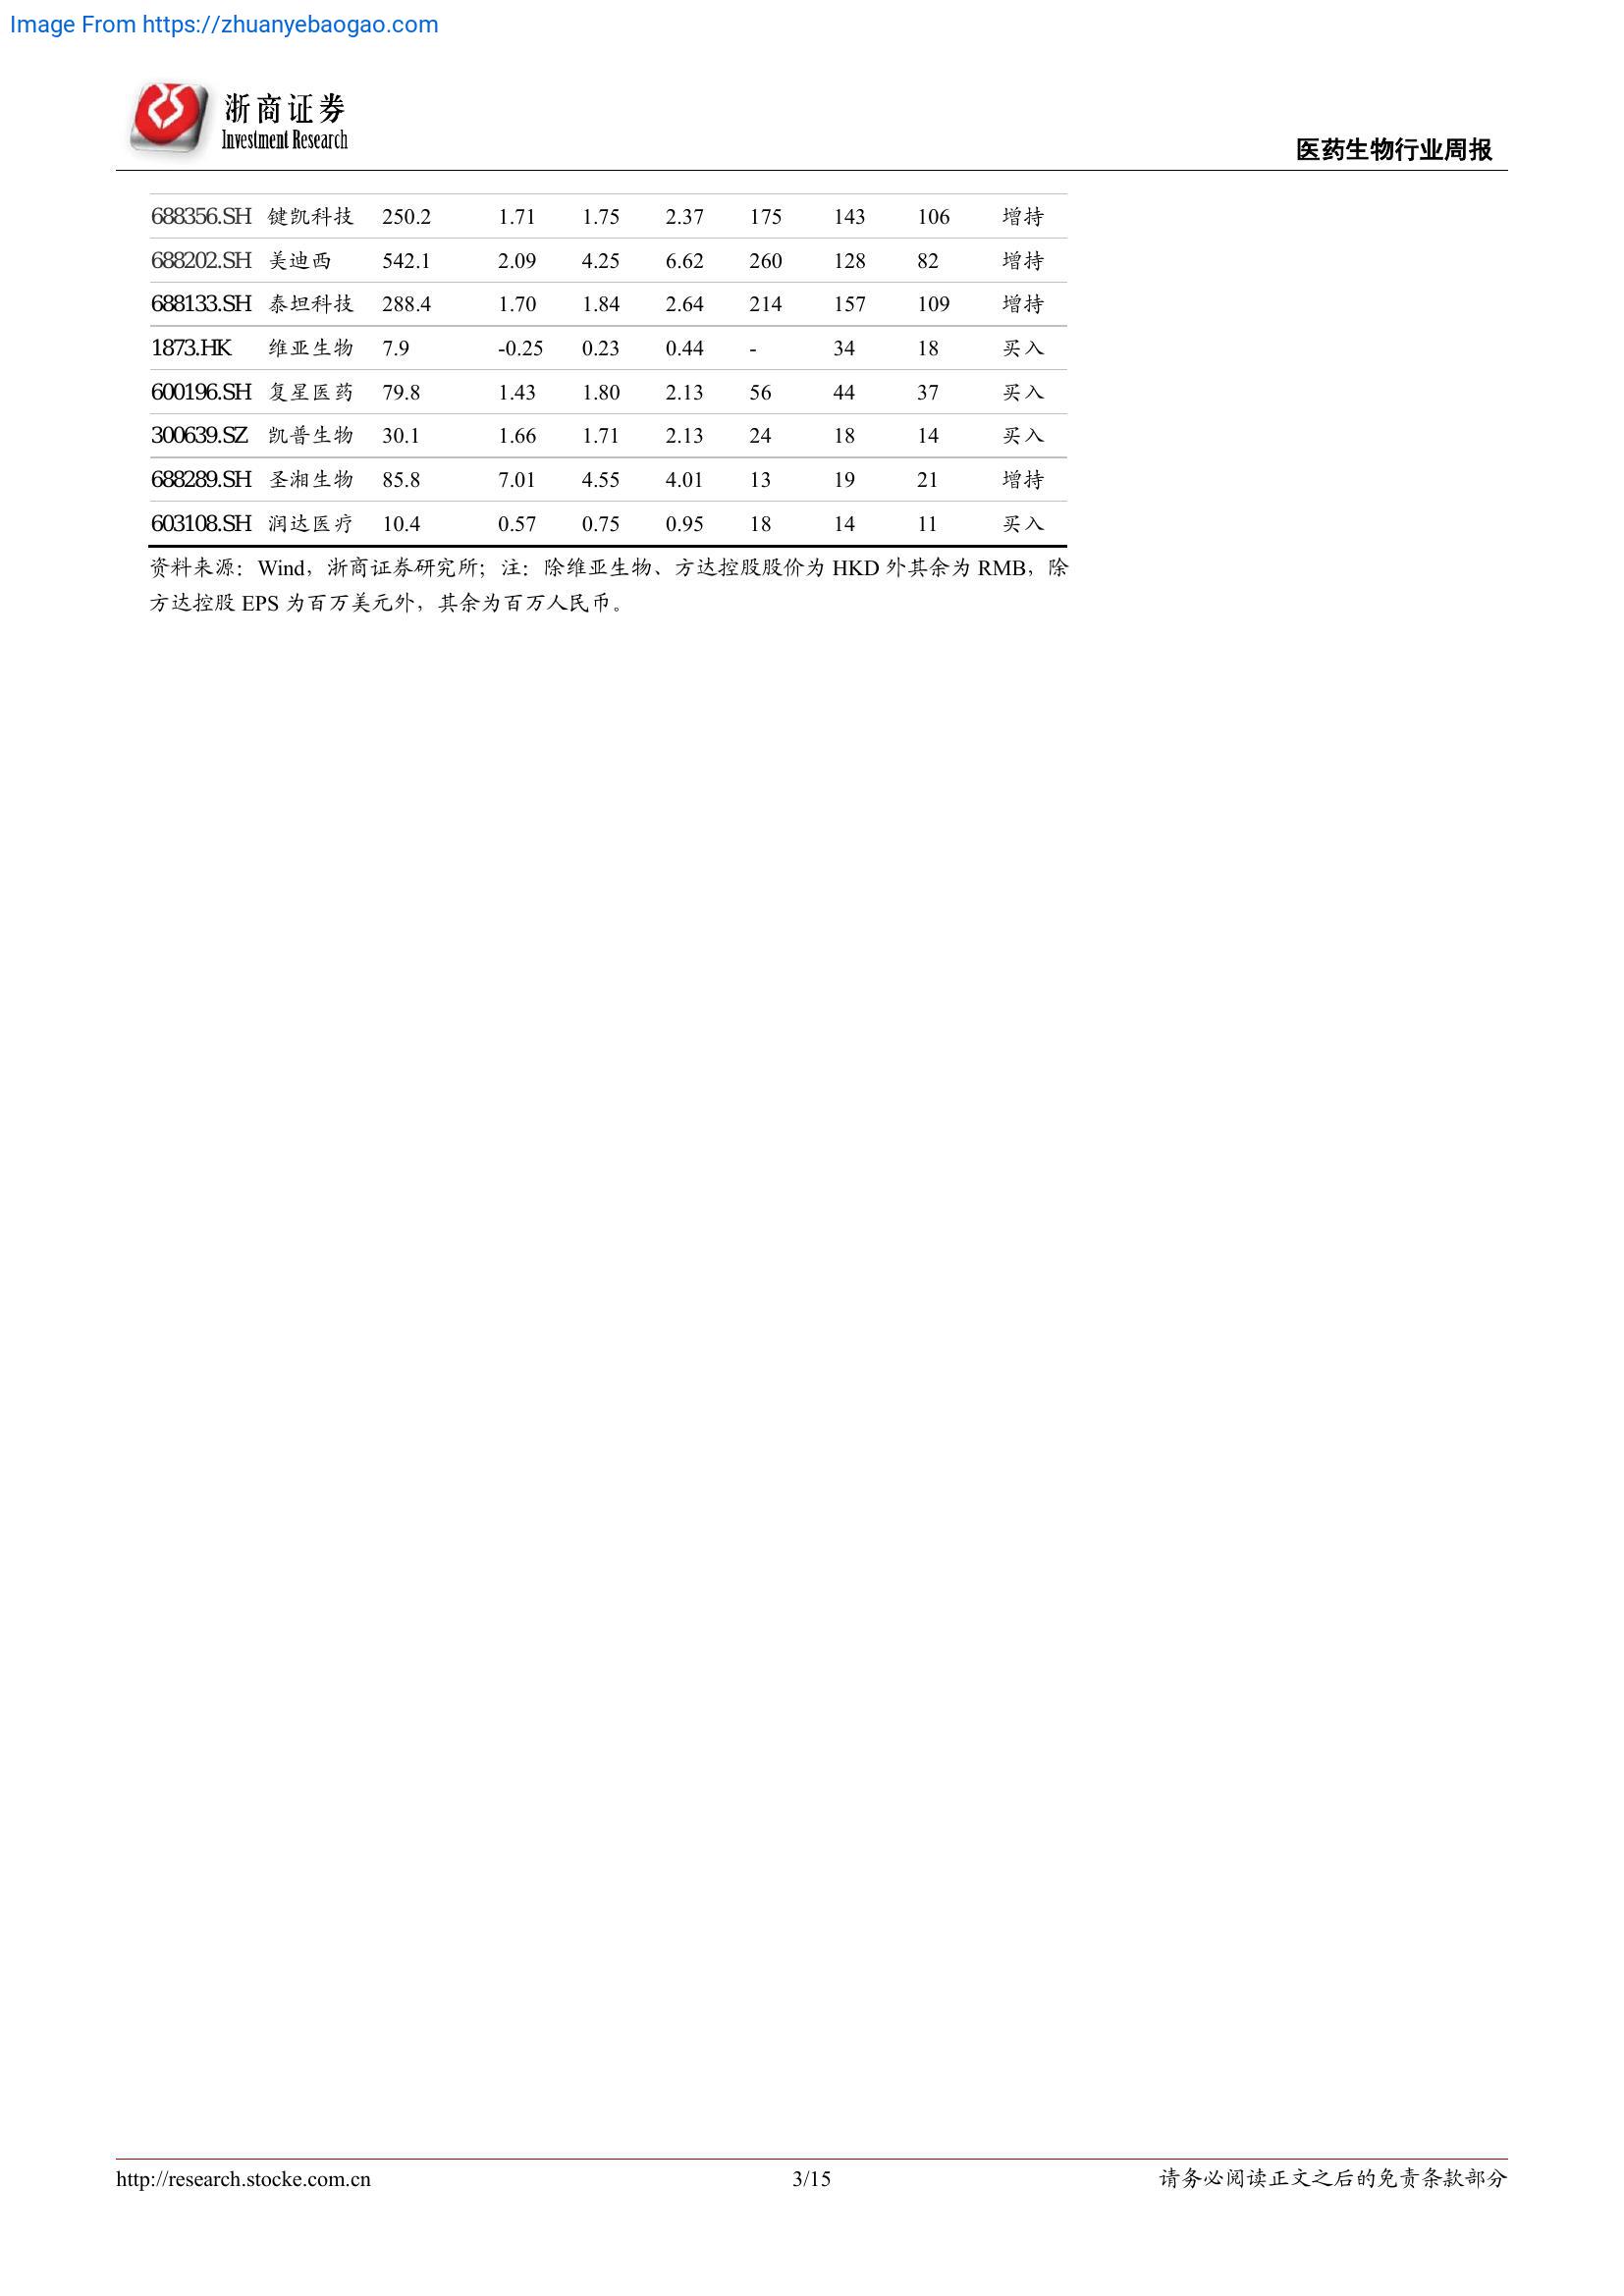 Image From https://zhuanyebaogao.com
浙商证券
Investment Research
医药生物行业周报
688356.SH 键凯科技 250.2 1.71 1.75 2.37 175 143 106 增持
688202.SH 美迪西 542.1 2.09 4.25 6.62 260 128 82 增持
688133.SH 泰坦科技 288.4 1.70 1.84 2.64 214 157 109 增持
1873.HK 维亚生物 7.9 -0.25 0.23 0.44 - 34 18 买入
600196.SH 复星医药 79.8 1.43 1.80 2.13 56 44 37 买入
300639.SZ 凯普生物 30.1 1.66 1.71 2.13 24 18 14 买入
688289.SH 圣湘生物 85.8 7.01 4.55 4.01 13 19 21 增持
603108.SH 润达医疗 10.4 0.57 0.75 0.95 18 14 11 买入
资料来源：Wind，浙商证券研究所；注：除维亚生物、方达控股股价为 HKD 外其余为 RMB，除
方达控股 EPS 为百万美元外，其余为百万人民币。
http://research.stocke.com.cn 3/15 请务必阅读正文之后的免责条款部分